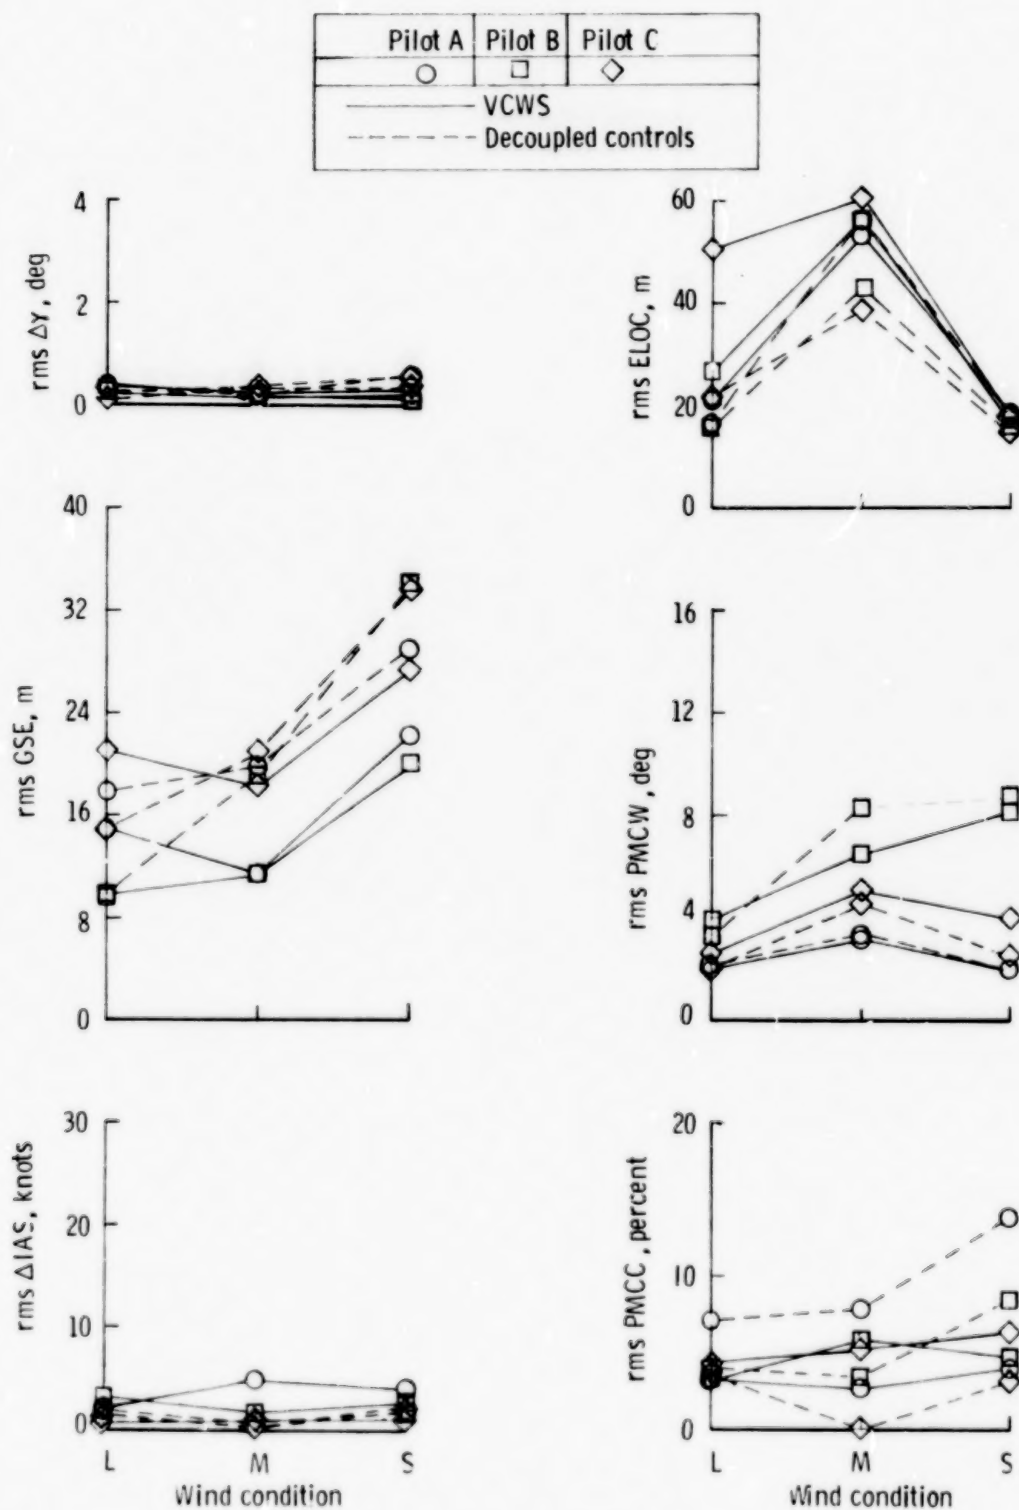 Pilot A Pilot B Pilot C
VCWS
Decoupled controls
rms Δγ, deg
4
2
0
rms ELOC, m
60
40
20
0
rms GSE, m
40
32
24
16
8
0
rms PMCW, deg
16
12
8
4
0
rms ΔIAS, knots
30
20
10
0
L M S
Wind condition
rms PMCC, percent
20
10
0
L M S
Wind condition